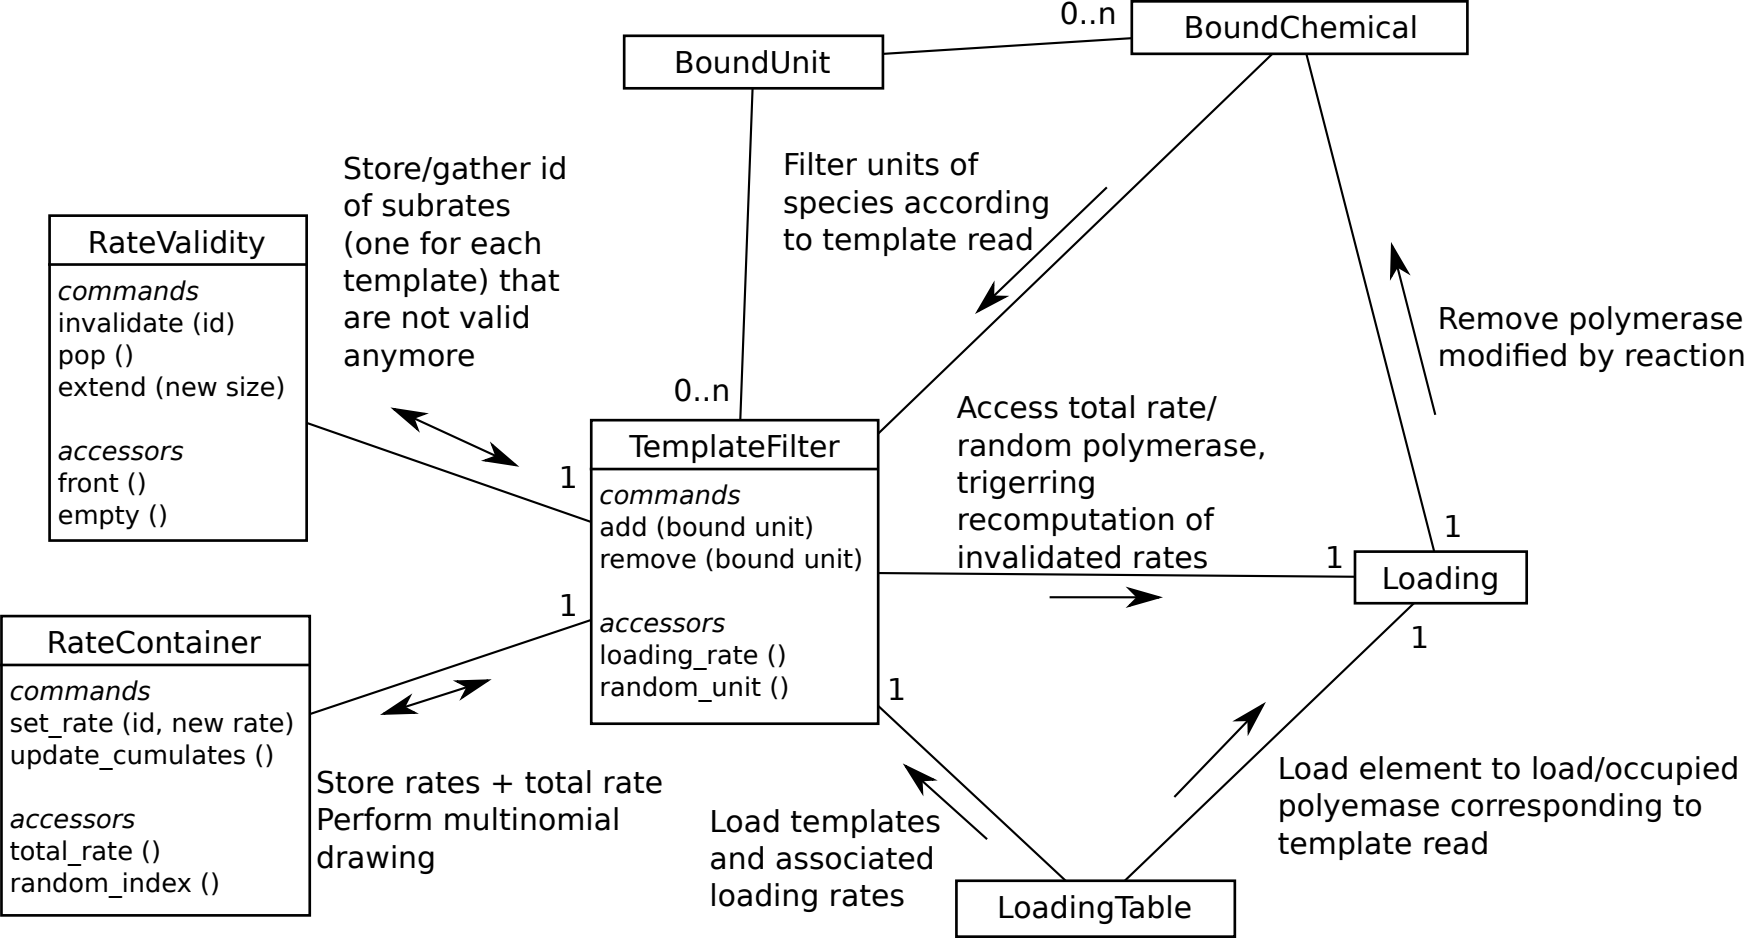 0..n
BoundChemical
BoundUnit
Store/gather id
of subrates
(one for each
template) that
are not valid
anymore
Filter units of
species according
to template read
RateValidity
commands
invalidate (id)
pop ()
extend (new size)
accessors
front ()
empty ()
Remove polymerase
modified by reaction
0..n
1
TemplateFilter
commands
add (bound unit)
remove (bound unit)
accessors
loading_rate ()
random_unit ()
Access total rate/
random polymerase,
trigerring
recomputation of
invalidated rates
1
1
Loading
1
1
RateContainer
commands
set_rate (id, new rate)
update_cumulates ()
accessors
total_rate ()
random_index ()
Store rates + total rate
Perform multinomial
drawing
1
Load templates
and associated
loading rates
Load element to load/occupied
polyemase corresponding to
template read
LoadingTable